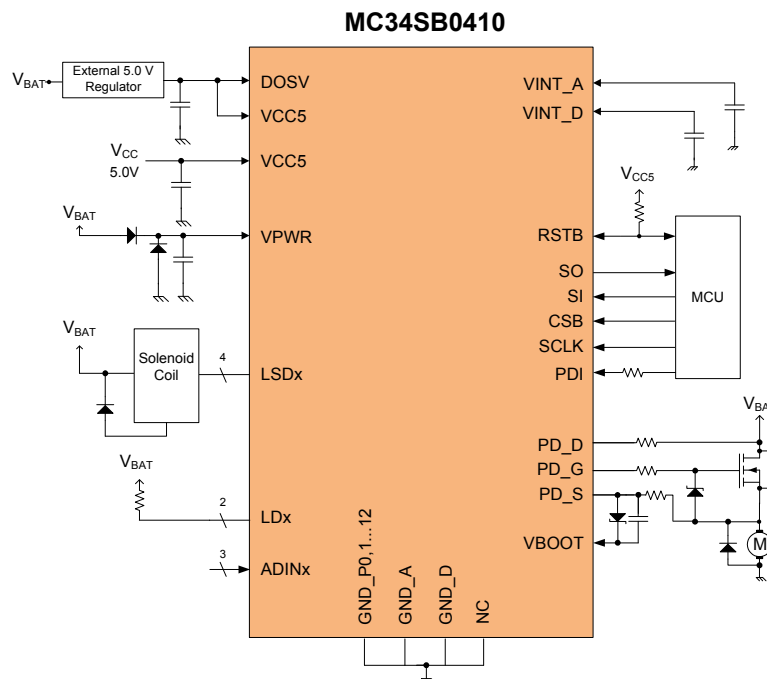 MC34SB0410
VBAT
External 5.0 V
Regulator
DOSV
VCC5
VCC
5.0V
VCC5
VBAT
VPWR
VBAT
Solenoid
Coil
4
LSDx
VBAT
2
LDx
3
ADINx
GND_P0,1...12
GND_A
GND_D
NC
VINT_A
VINT_D
VCC5
RSTB
SO
SI
CSB
SCLK
PDI
MCU
PD_D
PD_G
PD_S
VBOOT
M